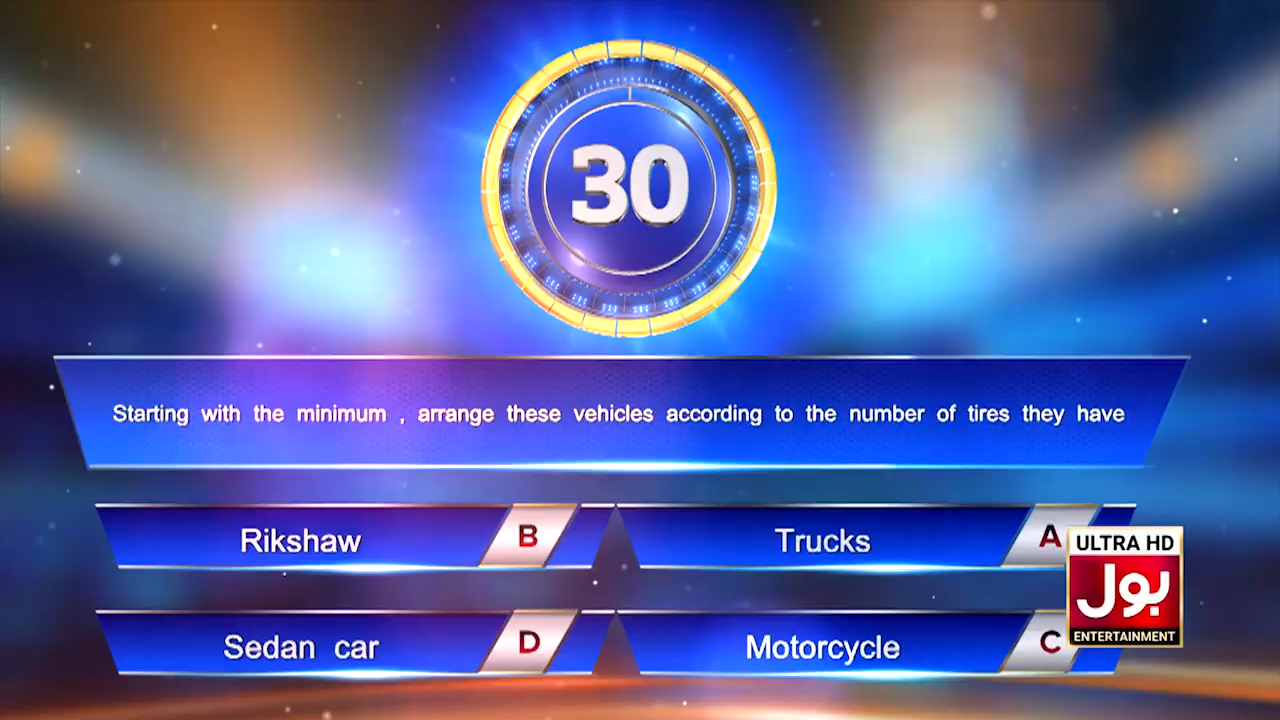 30
Starting with the minimum , arrange these vehicles according to the number of tires they have
Rikshaw B Trucks A
ULTRA HD
بول
ENTERTAINMENT
Sedan car D Motorcycle C